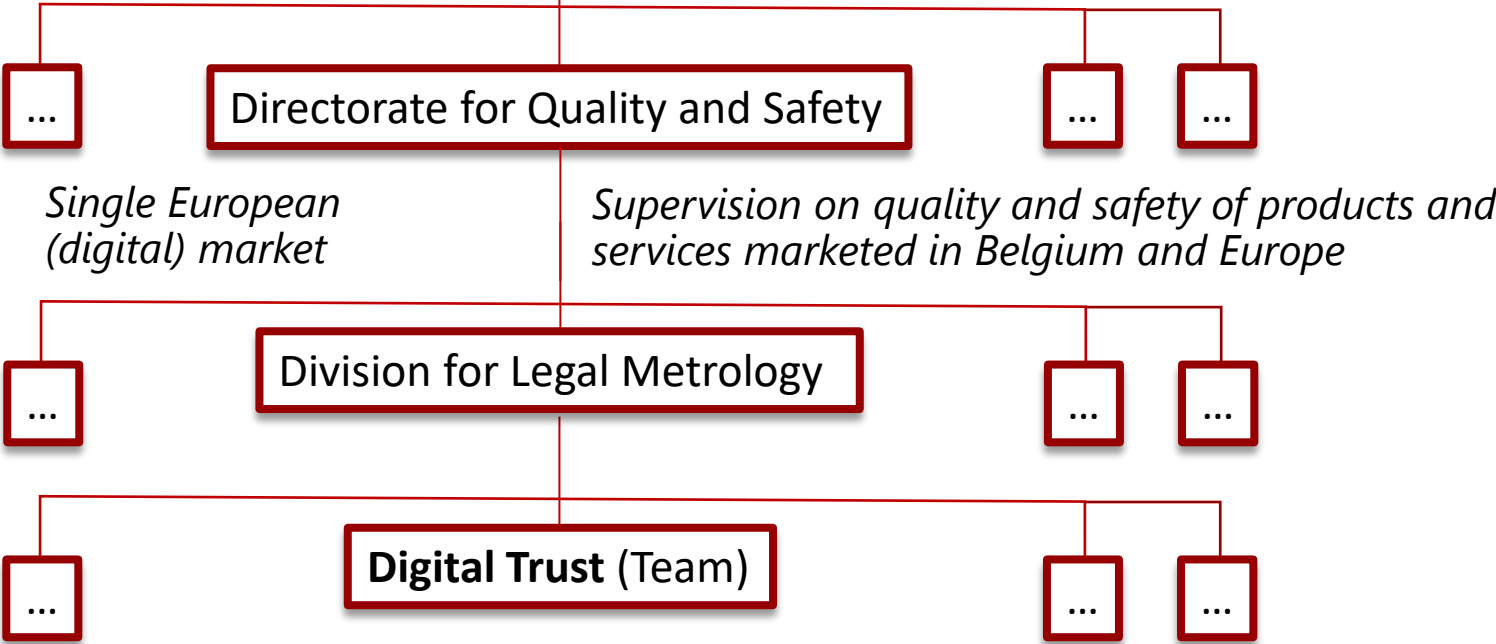 ...
Directorate for Quality and Safety
...
...
Single European
(digital) market
Supervision on quality and safety of products and
services marketed in Belgium and Europe
...
Division for Legal Metrology
...
...
...
Digital Trust (Team)
...
...